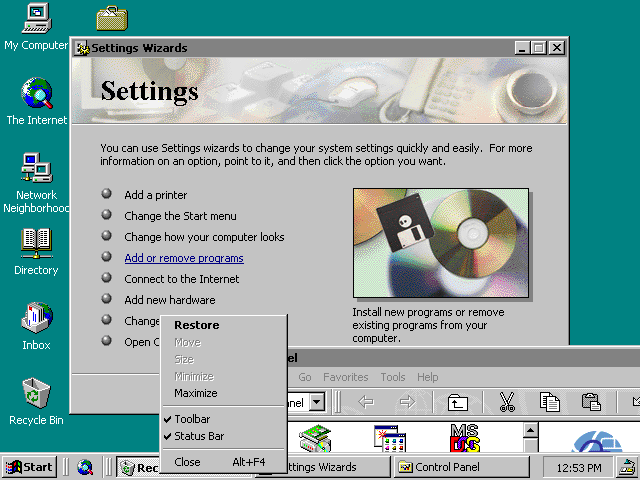 My Computer
The Internet
Network
Neighborhood
Directory
Inbox
Recycle Bin
Settings Wizards
Settings
You can use Settings wizards to change your system settings quickly and easily. For more
information on an option, point to it, and then click the option you want.
Add a printer
Change the Start menu
Change how your computer looks
Add or remove programs
Connect to the Internet
Add new hardware
Change
Open
Install new programs or remove
existing programs from your
computer.
Restore
Move
Size
Minimize
Maximize
Toolbar
Status Bar
Close Alt+F4
Go Favorites Tools Help
MS
DOS
Start
Settings Wizards
Control Panel
12:53 PM